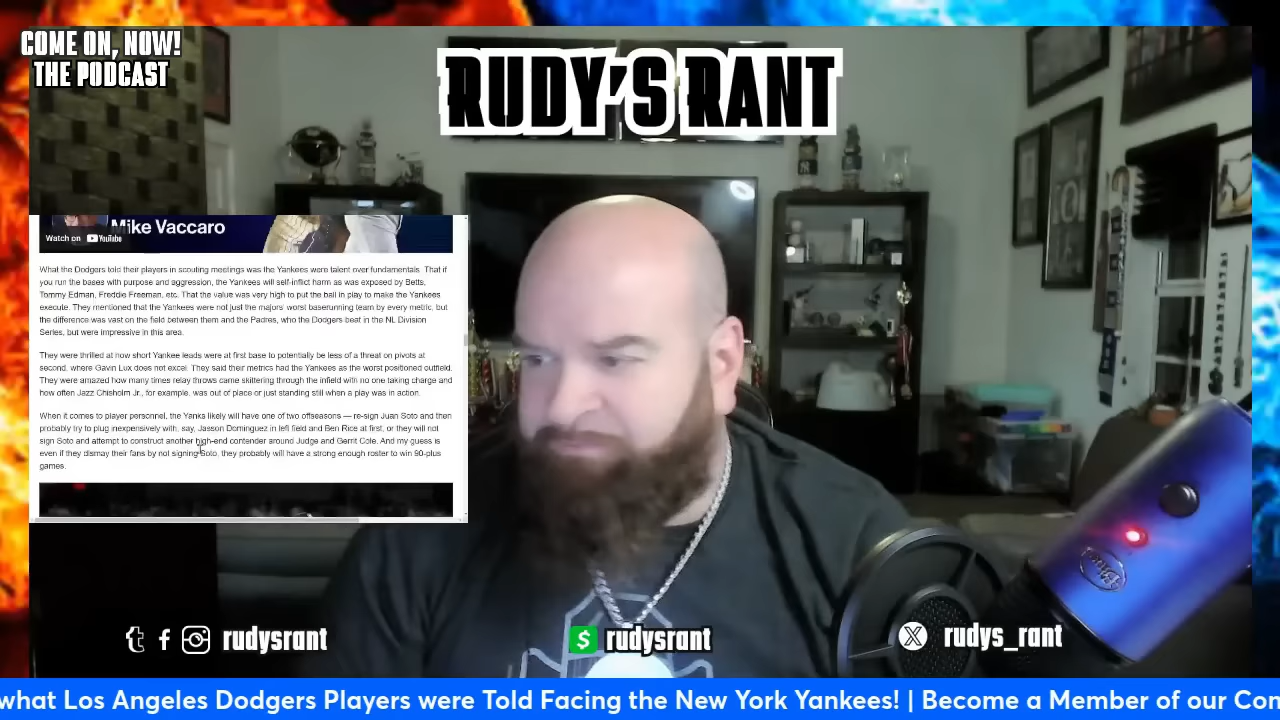 COME ON, NOW!
THE PODCAST
RUDY'S RANT
Mike Vaccaro
Watch on YouTube
What the Dodgers told their players in scouting meetings was the Yankees were talent over fundamentals. That if
you run the bases with purpose and aggression, the Yankees will self-inflict harm as was exposed by Betts,
Tommy Edman, Freddie Freeman, etc. That the value was very high to put the ball in play to make the Yankees
execute. They mentioned that the Yankees were not just the majors' worst baserunning team by every metric, but
the difference was vast on the field between them and the Padres, who the Dodgers beat in the NL Division
Series, but were impressive in this area.
They were thrilled at how short Yankee leads were at first base to potentially be less of a threat on pivots at
second, where Gavin Lux does not excel. They said their metrics had the Yankees as the worst positioned outfield.
They were amazed how many times relay throws came skittering through the infield with no one taking charge and
how often Jazz Chisholm Jr., for example, was out of place or just standing still when a play was in action.
When it comes to player personnel, the Yanks likely will have one of two offseasons — re-sign Juan Soto and then
probably try to plug inexpensively with, say, Jasson Dominguez in left field and Ben Rice at first, or they will not
sign Soto and attempt to construct another high-end contender around Judge and Gerrit Cole. And my guess is
even if they dismay their fans by not signing Soto, they probably will have a strong enough roster to win 90-plus
games.
Blue
rudysrant
$ rudysrant
rudys_rant
what Los Angeles Dodgers Players were Told Facing the New York Yankees! | Become a Member of our Con